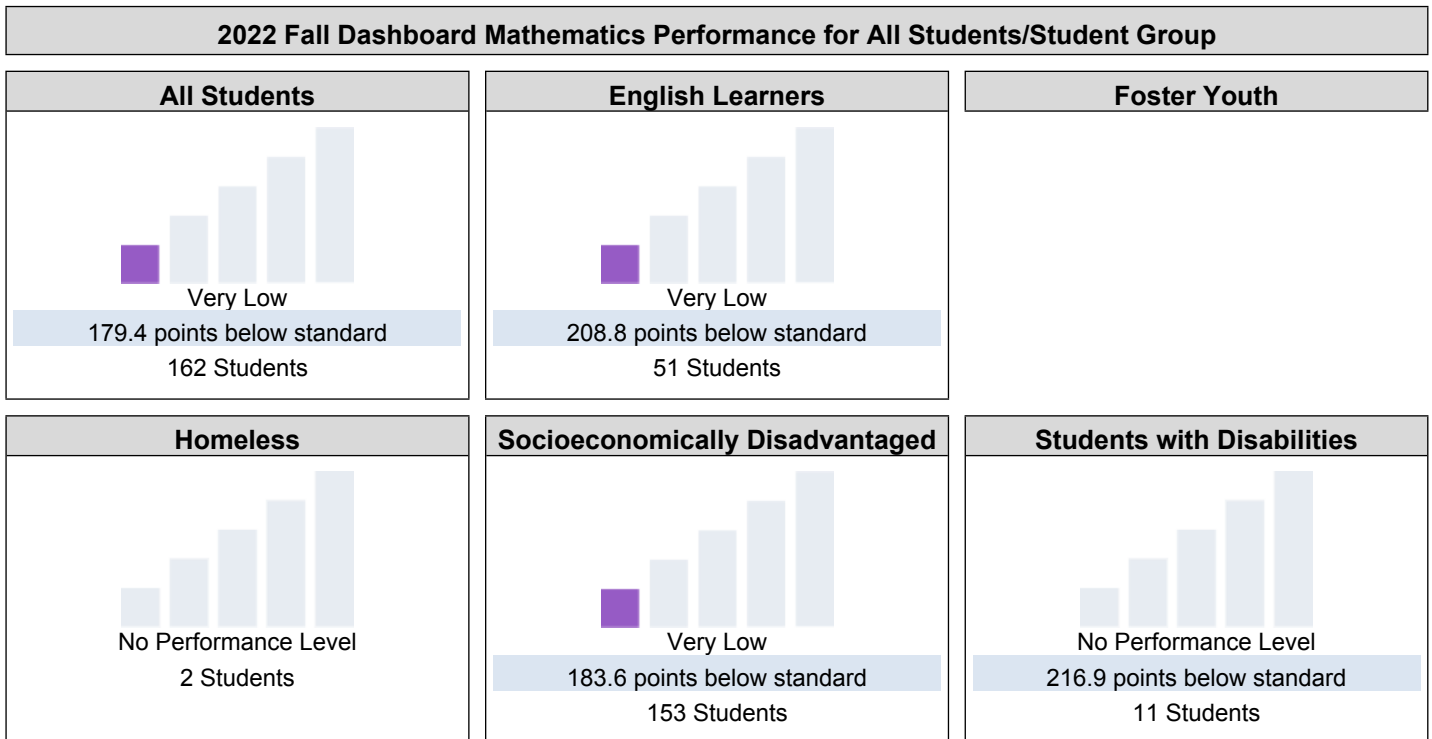 2022 Fall Dashboard Mathematics Performance for All Students/Student Group
All Students
Very Low
179.4 points below standard
162 Students
English Learners
Very Low
208.8 points below standard
51 Students
Foster Youth
Homeless
No Performance Level
2 Students
Socioeconomically Disadvantaged
Very Low
183.6 points below standard
153 Students
Students with Disabilities
No Performance Level
216.9 points below standard
11 Students